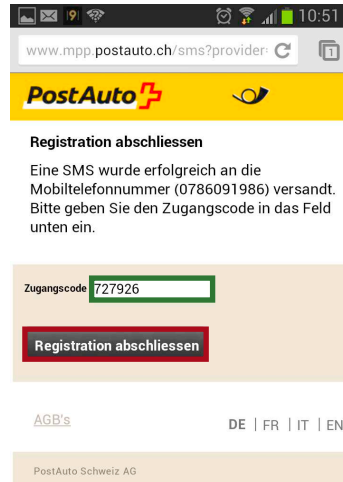 10:51
www.mpp.postauto.ch/sms?provider
1
PostAuto
Registration abschliessen
Eine SMS wurde erfolgreich an die
Mobiltelefonnummer (0786091986) versandt.
Bitte geben Sie den Zugangscode in das Feld
unten ein.
Zugangscode 727926
Registration abschliessen
AGB's
DE | FR | IT | EN
PostAuto Schweiz AG